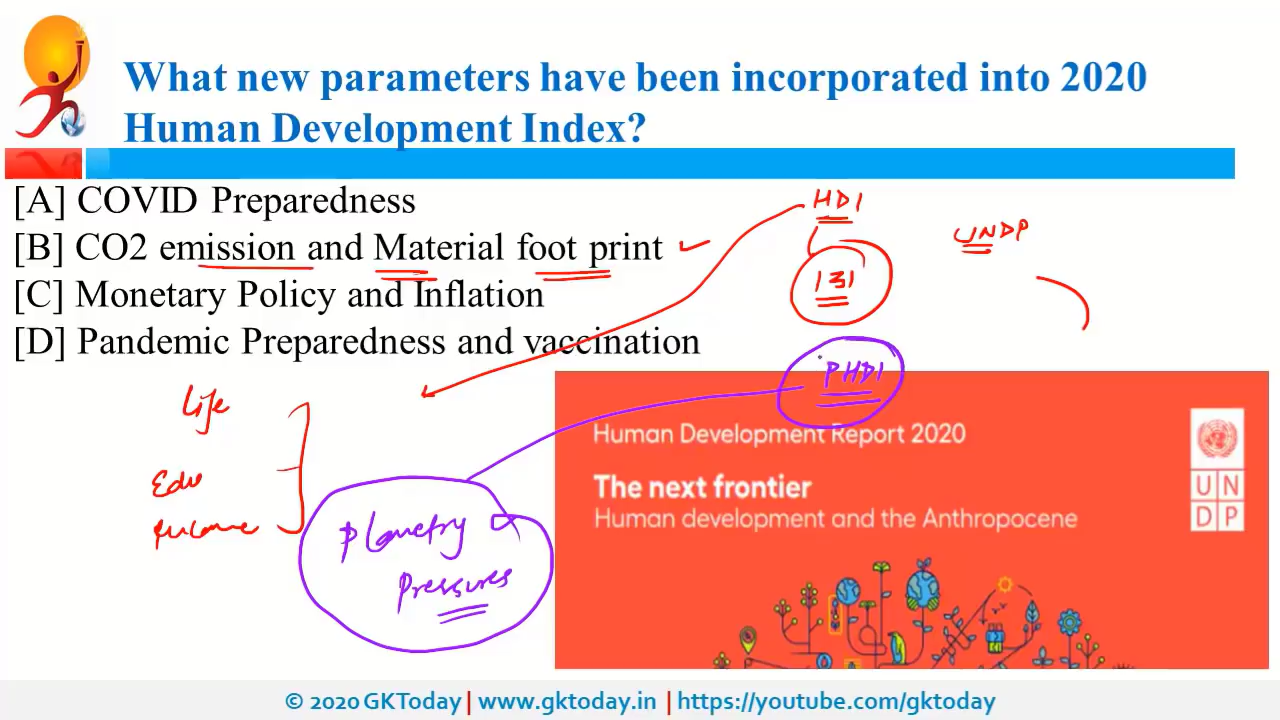 What new parameters have been incorporated into 2020
Human Development Index?
[A] COVID Preparedness
[B] CO2 emission and Material foot print
[C] Monetary Policy and Inflation
[D] Pandemic Preparedness and vaccination
HDI
UNDP
131
PHDI
Life
Edu
Plametry
Pressures
Human Development Report 2020
The next frontier
Human development and the Anthropocene
U N
D P
© 2020 GKToday | www.gktoday.in | https://youtube.com/gktoday